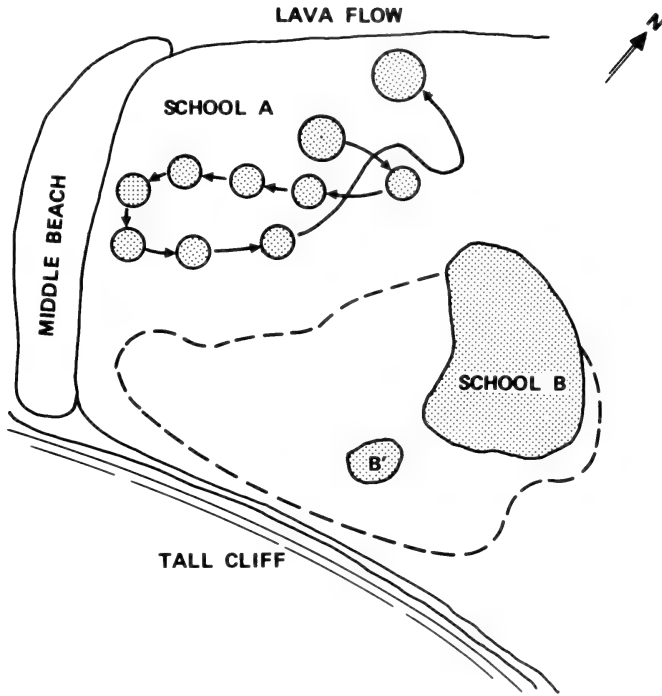 LAVA FLOW
N
SCHOOL A
MIDDLE BEACH
SCHOOL B
B'
TALL CLIFF